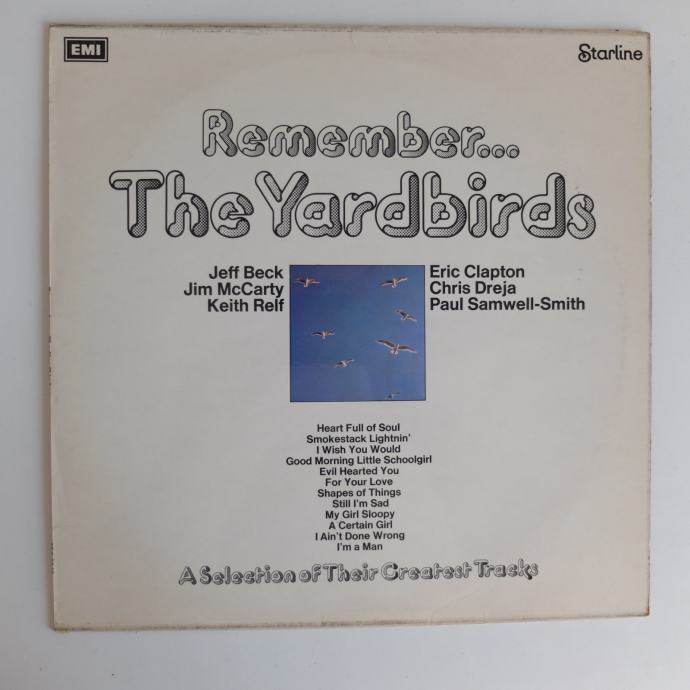 EMI
Starline
Remember...
The Yardbirds
Jeff Beck
Jim McCarty
Keith Relf
Eric Clapton
Chris Dreja
Paul Samwell-Smith
Heart Full of Soul
Smokestack Lightnin'
I Wish You Would
Good Morning Little Schoolgirl
Evil Hearted You
For Your Love
Shapes of Things
Still I'm Sad
My Girl Sloopy
A Certain Girl
I Ain't Done Wrong
I'm a Man
A Selection of Their Greatest Tracks